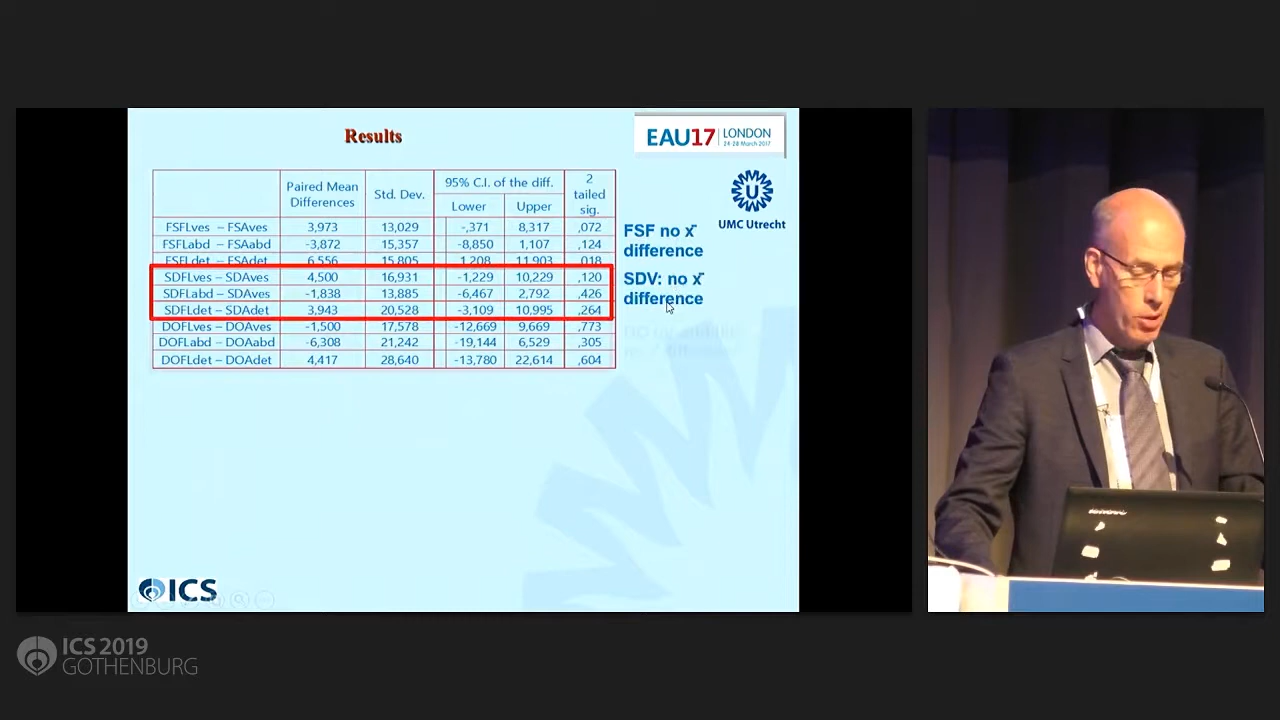 Results
EAU17 LONDON
24-28 March 2017
UMC Utrecht
Paired Mean Differences Std. Dev. 95% C.I. of the diff. 2 tailed sig.
Lower Upper
FSFLves – FSAves 3,973 13,029 -,371 8,317 ,072
FSFLabd – FSAabd -3,872 15,357 -8,850 1,107 ,124
FSFLdet – FSAdet 6,556 15,805 1,208 11,903 ,018
SDFLves – SDAves 4,500 16,931 -1,229 10,229 ,120
SDFLabd – SDAves -1,838 13,885 -6,467 2,792 ,426
SDFLdet – SDAdet 3,943 20,528 -3,109 10,995 ,264
DOFLves – DOAves -1,500 17,578 -12,669 9,669 ,773
DOFLabd – DOAabd -6,308 21,242 -19,144 6,529 ,305
DOFLdet – DOAdet 4,417 28,640 -13,780 22,614 ,604
FSF no x̄
difference
SDV: no x̄
difference
ICS
ICS 2019
GOTHENBURG
lenovo